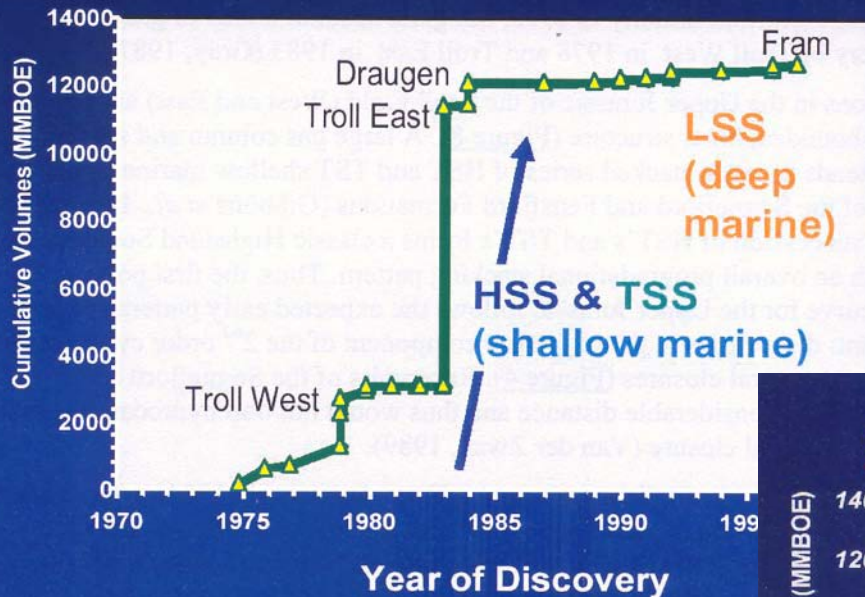 14000
12000
10000
8000
6000
4000
2000
0
Cumulative Volumes (MMBOE)
Fram
Draugen
Troll East
LSS
(deep
marine)
HSS & TSS
(shallow marine)
Troll West
1970 1975 1980 1985 1990
Year of Discovery
(MMBOE)